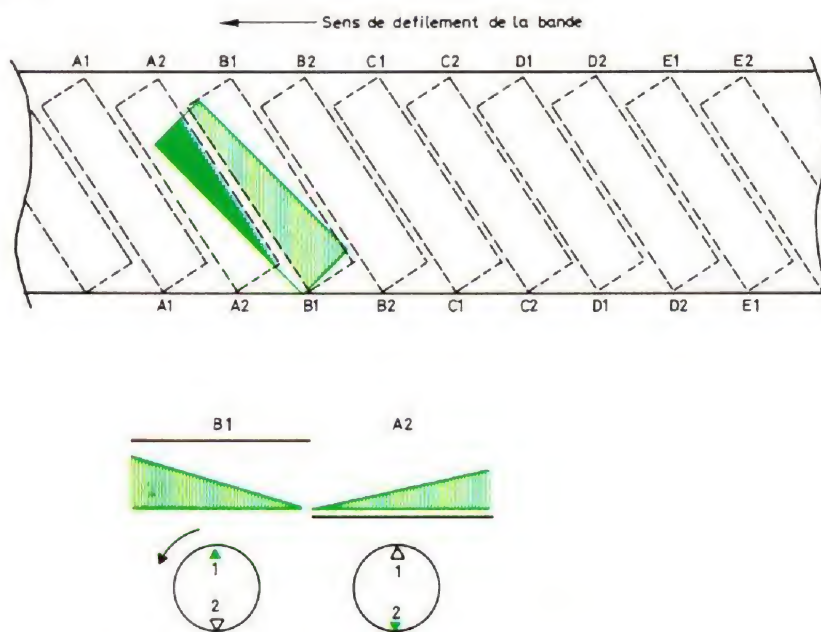 Sens de defilement de la bande
A1 A2 B1 B2 C1 C2 D1 D2 E1 E2
A1 A2 B1 B2 C1 C2 D1 D2 E1
B1 A2
1 1
2 2